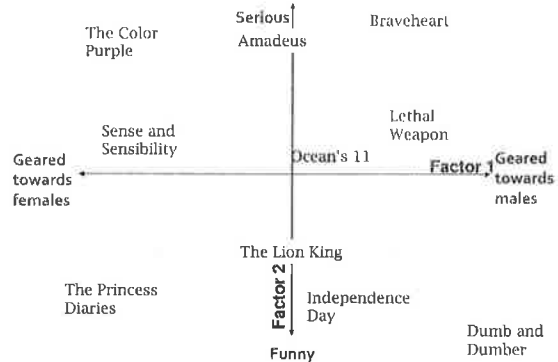 Serious
Braveheart
The Color
Purple
Amadeus
Lethal
Weapon
Sense and
Sensibility
Ocean's 11
Geared
towards
females
Factor 1
Geared
towards
males
The Lion King
The Princess
Diaries
Factor 2
Independence
Day
Dumb and
Dumber
Funny